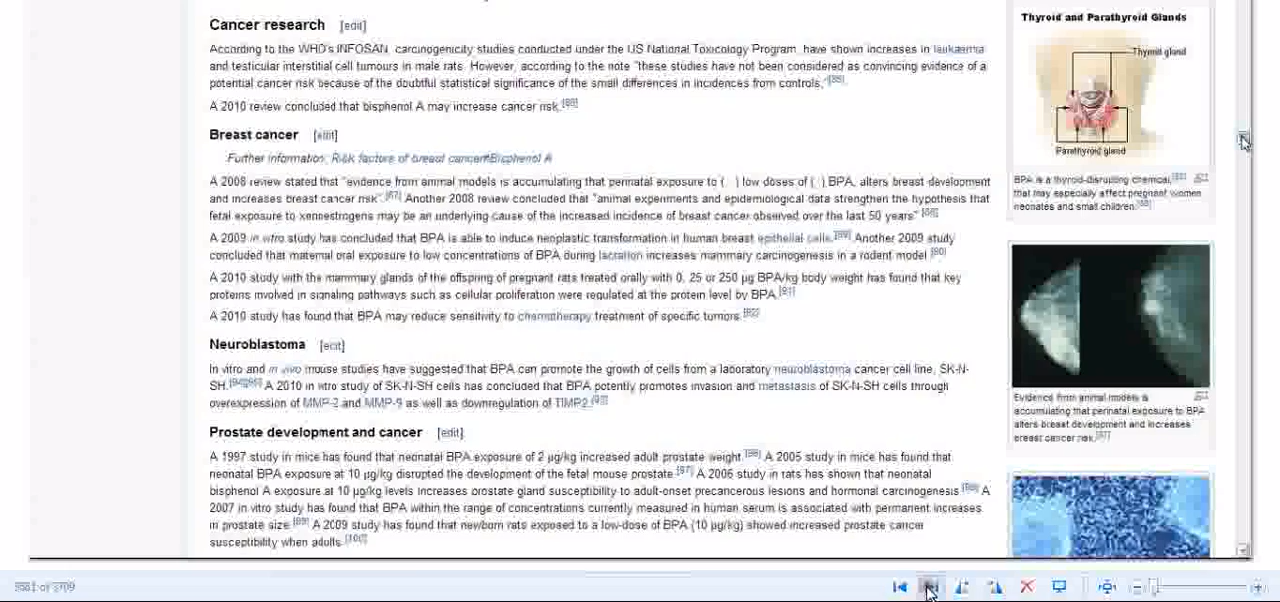 Cancer research [edit]
According to the WHO's INFOSAN, carcinogenicity studies conducted under the US National Toxicology Program, have shown increases in leukaemia
and testicular interstitial cell tumours in male rats. However, according to the note "these studies have not been considered as convincing evidence of a
potential cancer risk because of the doubtful statistical significance of the small differences in incidences from controls."
A 2010 review concluded that bisphenol A may increase cancer risk.
Breast cancer [edit]
Further information: Risk factors of breast cancer#Bisphenol A
A 2008 review stated that "evidence from animal models is accumulating that perinatal exposure to ( ) low doses of ( ) BPA, alters breast development
and increases breast cancer risk".[87] Another 2008 review concluded that "animal experiments and epidemiological data strengthen the hypothesis that
fetal exposure to xenoestrogens may be an underlying cause of the increased incidence of breast cancer observed over the last 50 years"
A 2009 in vitro study has concluded that BPA is able to induce neoplastic transformation in human breast epithelial cells.[89] Another 2009 study
concluded that maternal oral exposure to low concentrations of BPA during lactation increases mammary carcinogenesis in a rodent model [90]
A 2010 study with the mammary glands of the offspring of pregnant rats treated orally with 0, 25 or 250 µg BPA/kg body weight has found that key
proteins involved in signaling pathways such as cellular proliferation were regulated at the protein level by BPA.[91]
A 2010 study has found that BPA may reduce sensitivity to chemotherapy treatment of specific tumors.[92]
Neuroblastoma [edit]
In vitro and in vivo mouse studies have suggested that BPA can promote the growth of cells from a laboratory neuroblastoma cancer cell line, SK-N-
SH. A 2010 in vitro study of SK-N-SH cells has concluded that BPA potently promotes invasion and metastasis of SK-N-SH cells through
overexpression of MMP-2 and MMP-9 as well as downregulation of TIMP2.
Prostate development and cancer [edit]
A 1997 study in mice has found that neonatal BPA exposure of 2 µg/kg increased adult prostate weight. A 2005 study in mice has found that
neonatal BPA exposure at 10 µg/kg disrupted the development of the fetal mouse prostate.[97] A 2006 study in rats has shown that neonatal
bisphenol A exposure at 10 µg/kg levels increases prostate gland susceptibility to adult-onset precancerous lesions and hormonal carcinogenesis A
2007 in vitro study has found that BPA within the range of concentrations currently measured in human serum is associated with permanent increases
in prostate size.[99] A 2009 study has found that newborn rats exposed to a low-dose of BPA (10 µg/kg) showed increased prostate cancer
susceptibility when adults.[100]
Thyroid and Parathyroid Glands
Thyroid gland
Parathyroid gland
BPA is a thyroid-disrupting chemical,
that may especially affect pregnant women
neonates and small children.
Evidence from animal models is
accumulating that perinatal exposure to BPA
alters breast development and increases
breast cancer risk.[87]